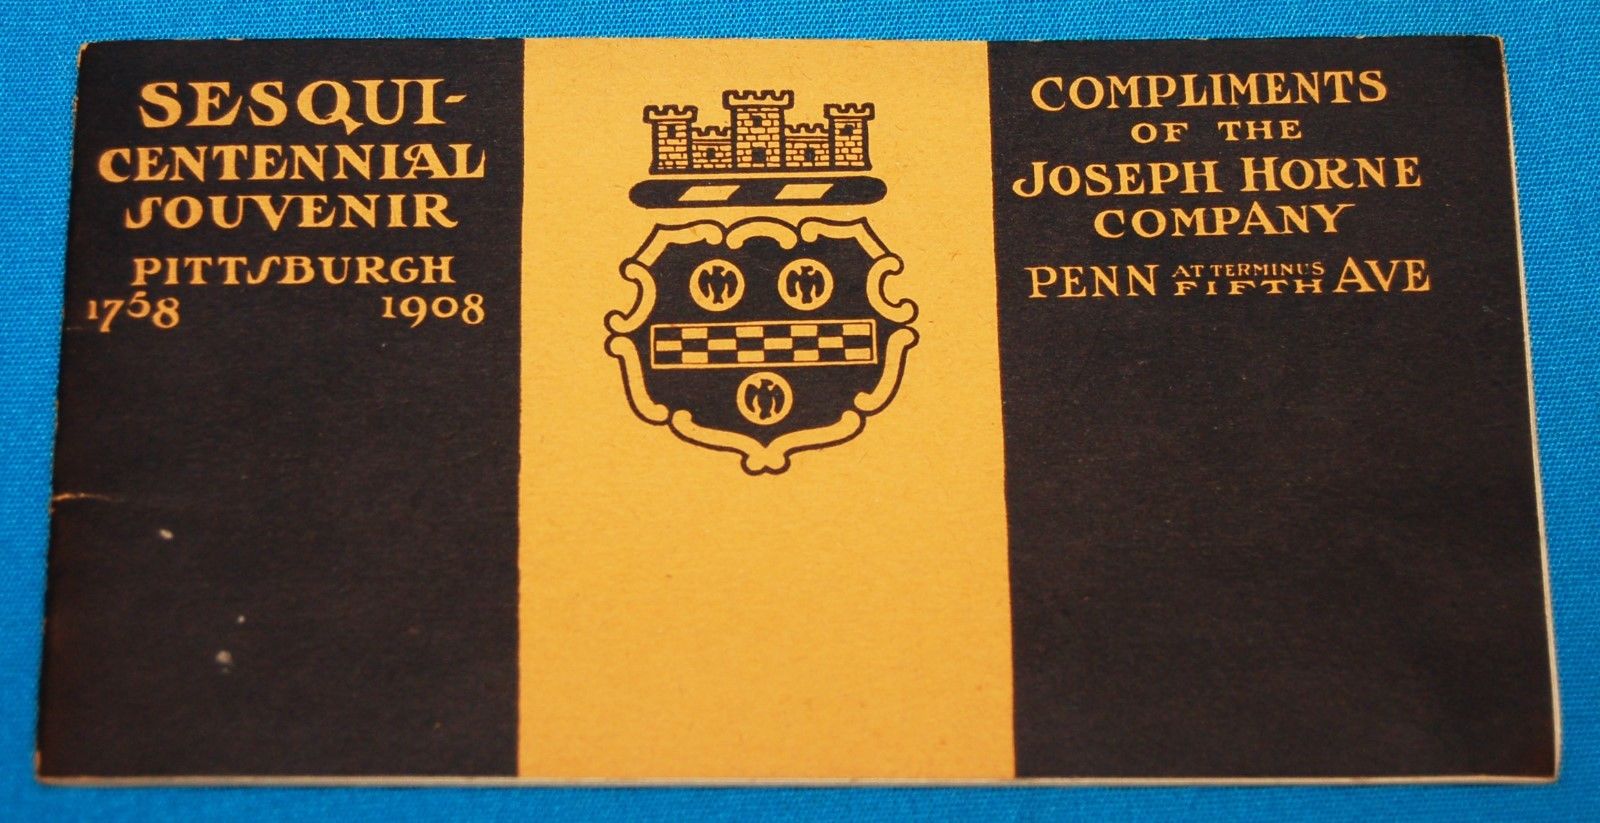 SESQUI-
CENTENNIAL
SOUVENIR
PITTSBURGH
1758 1908
COMPLIMENTS
OF THE
JOSEPH HORNE
COMPANY
PENN AT TERMINUS FIFTH AVE